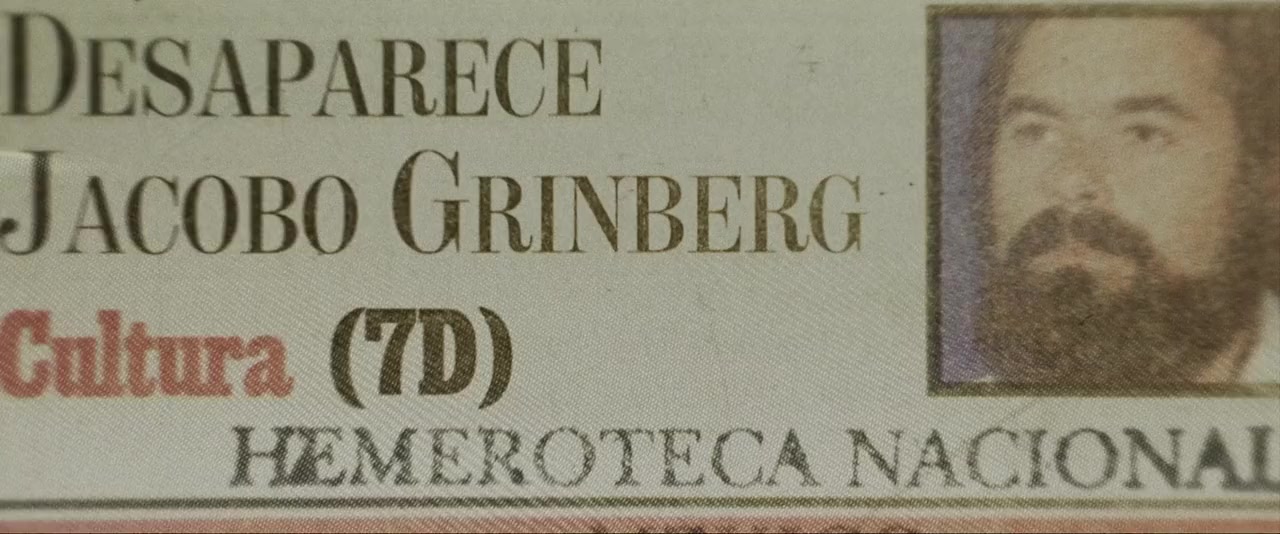 DESAPARECE
JACOBO GRINBERG
Cultura (7D)
HEMEROTECA NACIONAL